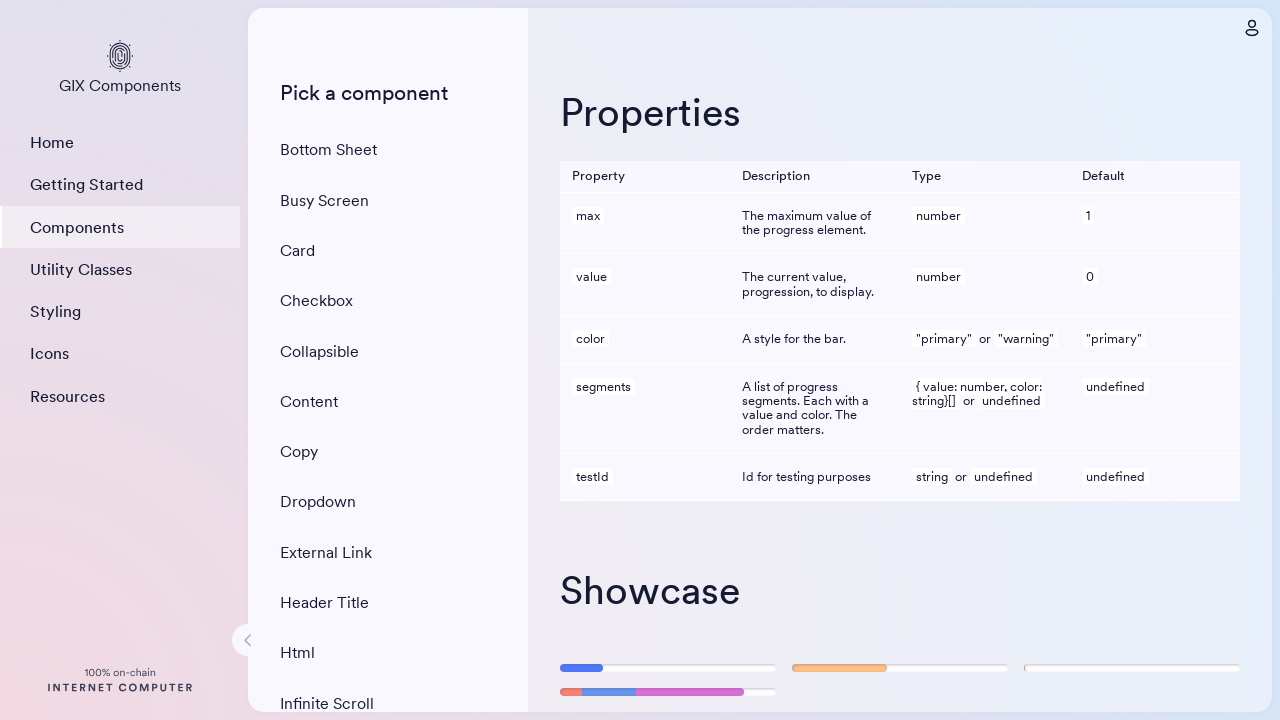 GIX Components
Home
Getting Started
Components
Utility Classes
Styling
Icons
Resources
100% on-chain
INTERNET COMPUTER
Pick a component
Bottom Sheet
Busy Screen
Card
Checkbox
Collapsible
Content
Copy
Dropdown
External Link
Header Title
Html
Infinite Scroll
Properties
Property Description Type Default
max The maximum value of number 1
the progress element.
value The current value, number 0
progression, to display.
color A style for the bar. "primary" or "warning" "primary"
segments A list of progress { value: number, color: undefined
segments. Each with a string}[] or undefined
value and color. The
order matters.
testId Id for testing purposes string or undefined undefined
Showcase